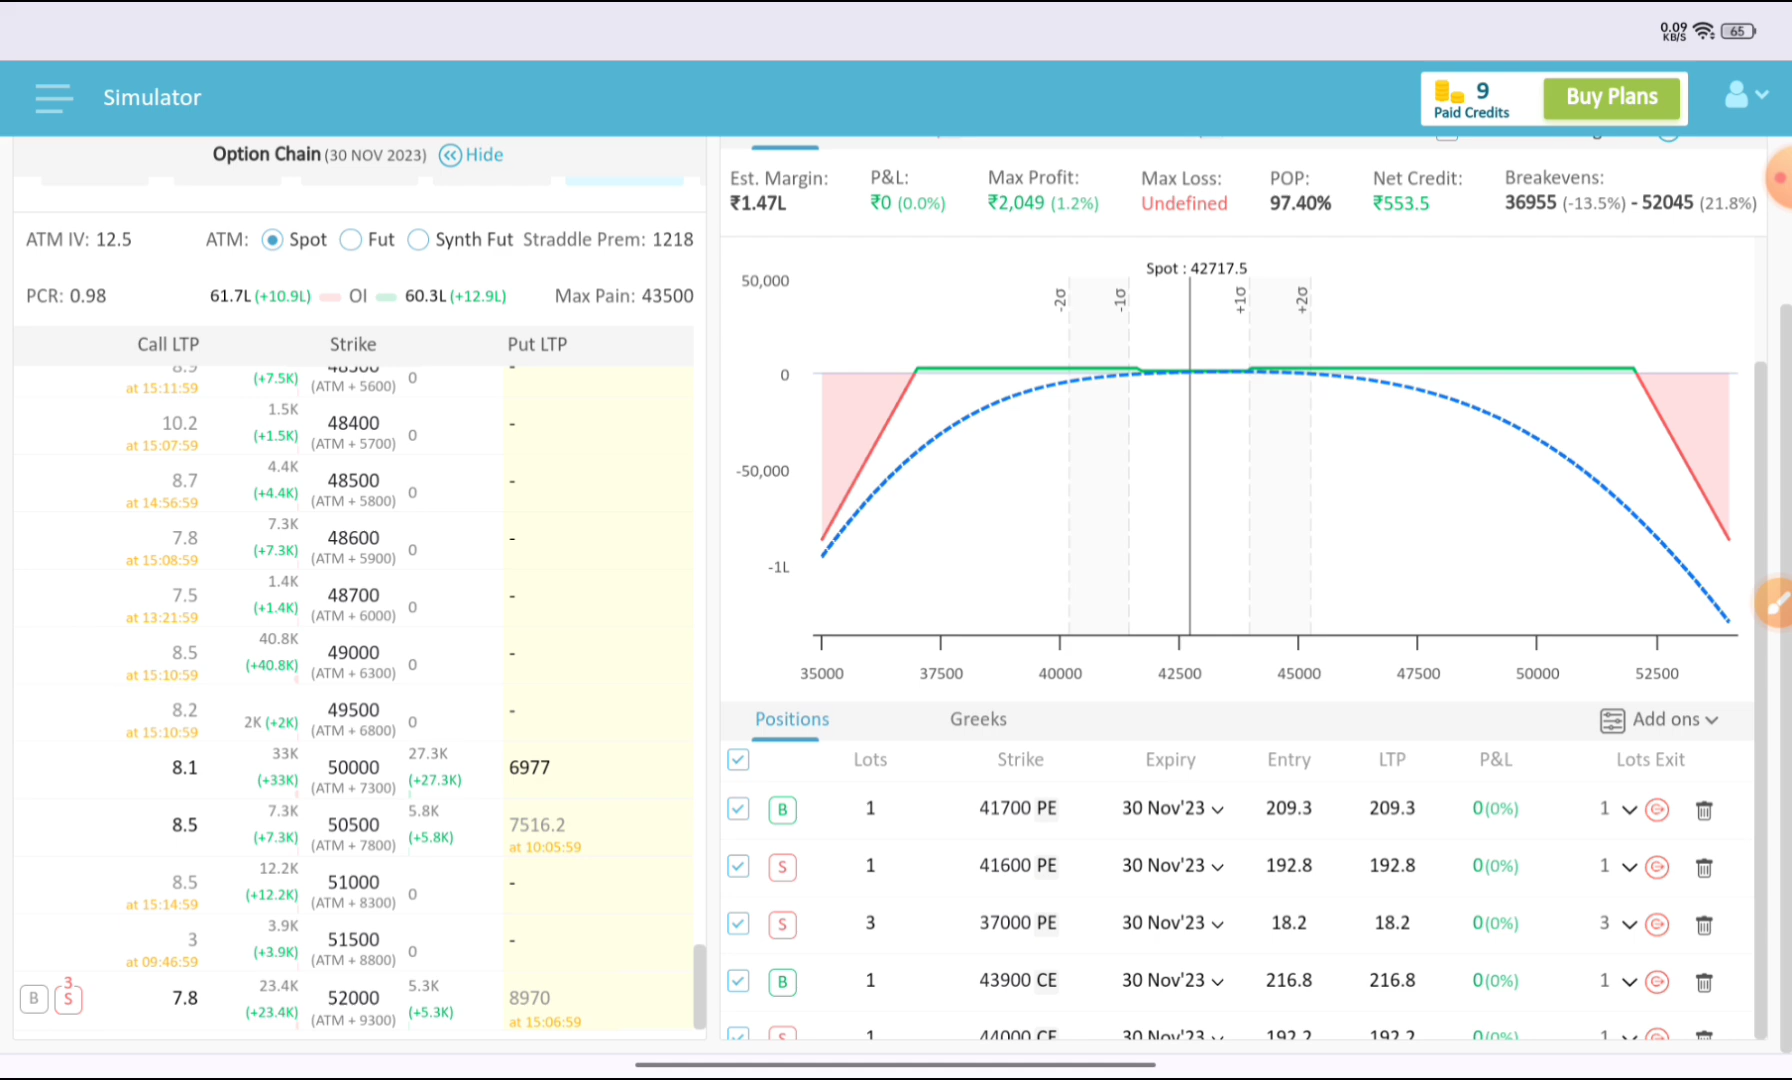 0.09
KB/S
65
Simulator
9
Paid Credits
Buy Plans
Option Chain (30 NOV 2023) Hide
ATM IV: 12.5 ATM: Spot Fut Synth Fut Straddle Prem: 1218
PCR: 0.98 61.7L (+10.9L) OI 60.3L (+12.9L) Max Pain: 43500
Call LTP Strike Put LTP
8.9 (+7.5K) 48300 0 -
at 15:11:59 (ATM + 5600)
1.5K
10.2 (+1.5K) 48400 0 -
at 15:07:59 (ATM + 5700)
4.4K
8.7 (+4.4K) 48500 0 -
at 14:56:59 (ATM + 5800)
7.3K
7.8 (+7.3K) 48600 0 -
at 15:08:59 (ATM + 5900)
1.4K
7.5 (+1.4K) 48700 0 -
at 13:21:59 (ATM + 6000)
40.8K
8.5 (+40.8K) 49000 0 -
at 15:10:59 (ATM + 6300)
8.2 2K (+2K) 49500 0 -
at 15:10:59 (ATM + 6800)
33K 27.3K
8.1 (+33K) 50000 (+27.3K) 6977
(ATM + 7300)
7.3K 5.8K
8.5 (+7.3K) 50500 (+5.8K) 7516.2
(ATM + 7800) at 10:05:59
12.2K
8.5 (+12.2K) 51000 0 -
at 15:14:59 (ATM + 8300)
3.9K
3 (+3.9K) 51500 0 -
at 09:46:59 (ATM + 8800)
3 23.4K 5.3K
B S 7.8 (+23.4K) 52000 (+5.3K) 8970
(ATM + 9300) at 15:06:59
Est. Margin: P&L: Max Profit: Max Loss: POP: Net Credit: Breakevens:
₹1.47L ₹0 (0.0%) ₹2,049 (1.2%) Undefined 97.40% ₹553.5 36955 (-13.5%) - 52045 (21.8%)
Spot : 42717.5
50,000
-2σ -1σ +1σ +2σ
0
-50,000
-1L
35000 37500 40000 42500 45000 47500 50000 52500
Positions Greeks Add ons
Lots Strike Expiry Entry LTP P&L Lots Exit
B 1 41700 PE 30 Nov'23 209.3 209.3 0(0%) 1
S 1 41600 PE 30 Nov'23 192.8 192.8 0(0%) 1
S 3 37000 PE 30 Nov'23 18.2 18.2 0(0%) 3
B 1 43900 CE 30 Nov'23 216.8 216.8 0(0%) 1
S 1 44000 CE 30 Nov'23 192.2 192.2 0(0%) 1